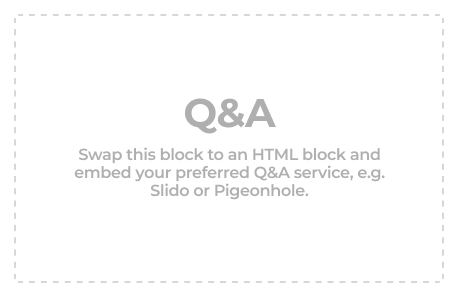 Q&A
Swap this block to an HTML block and
embed your preferred Q&A service, e.g.
Slido or Pigeonhole.